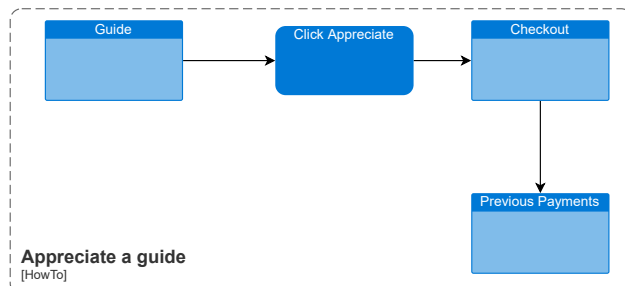 Guide
Click Appreciate
Checkout
Previous Payments
Appreciate a guide
[HowTo]